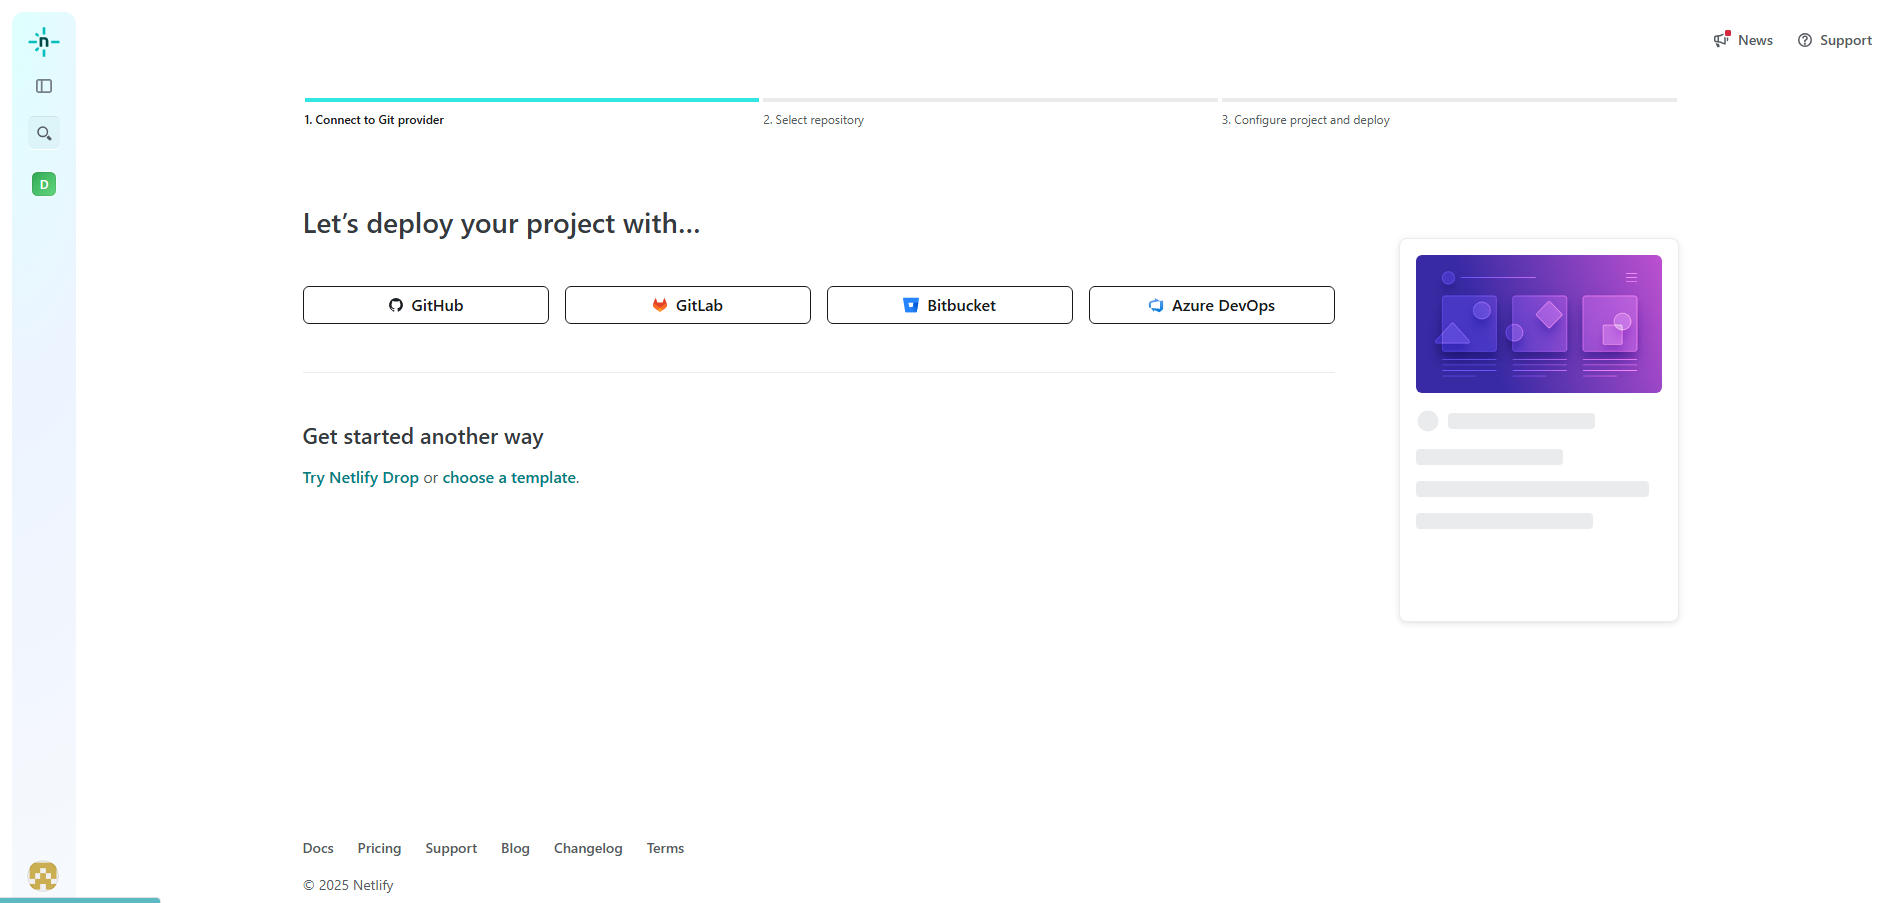 n
News
Support
1. Connect to Git provider
2. Select repository
3. Configure project and deploy
D
Let’s deploy your project with…
GitHub
GitLab
Bitbucket
Azure DevOps
Get started another way
Try Netlify Drop or choose a template.
Docs
Pricing
Support
Blog
Changelog
Terms
© 2025 Netlify